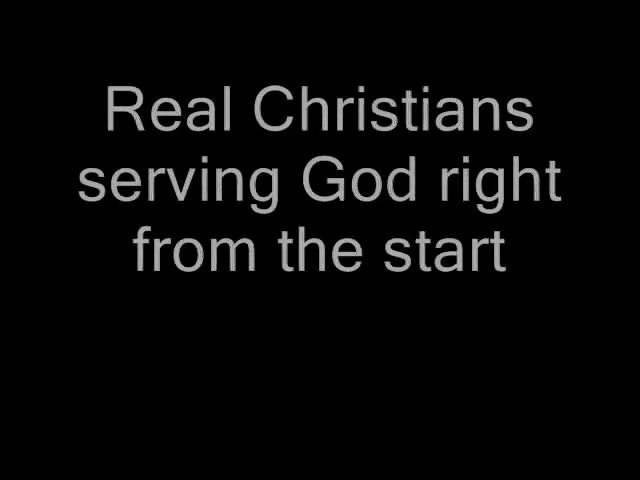 Real Christians
serving God right
from the start